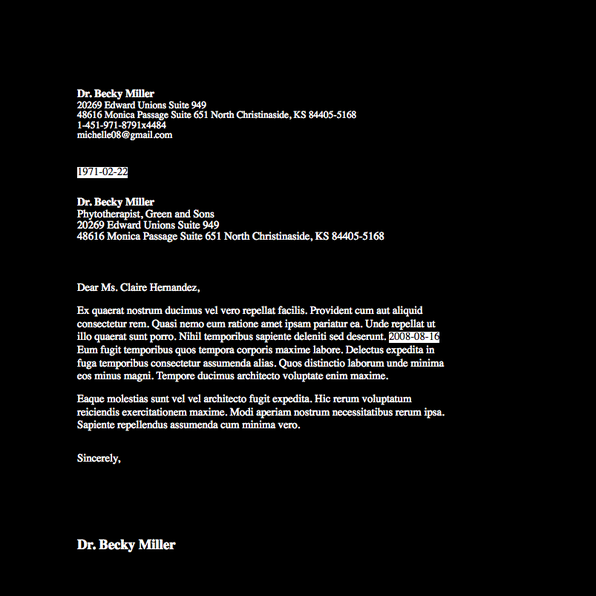 Dr. Becky Miller
20269 Edward Unions Suite 949
48616 Monica Passage Suite 651 North Christinaside, KS 84405-5168
1-451-971-8791x4484
michelle08@gmail.com
1971-02-22
Dr. Becky Miller
Phytotherapist, Green and Sons
20269 Edward Unions Suite 949
48616 Monica Passage Suite 651 North Christinaside, KS 84405-5168
Dear Ms. Claire Hernandez,
Ex quaerat nostrum ducimus vel vero repellat facilis. Provident cum aut aliquid
consectetur rem. Quasi nemo eum ratione amet ipsam pariatur ea. Unde repellat ut
illo quaerat sunt porro. Nihil temporibus sapiente deleniti sed deserunt. 2008-08-16
Eum fugit temporibus quos tempora corporis maxime labore. Delectus expedita in
fuga temporibus consectetur assumenda alias. Quos distinctio laborum unde minima
eos minus magni. Tempore ducimus architecto voluptate enim maxime.
Eaque molestias sunt vel vel architecto fugit expedita. Hic rerum voluptatum
reiciendis exercitationem maxime. Modi aperiam nostrum necessitatibus rerum ipsa.
Sapiente repellendus assumenda cum minima vero.
Sincerely,
Dr. Becky Miller